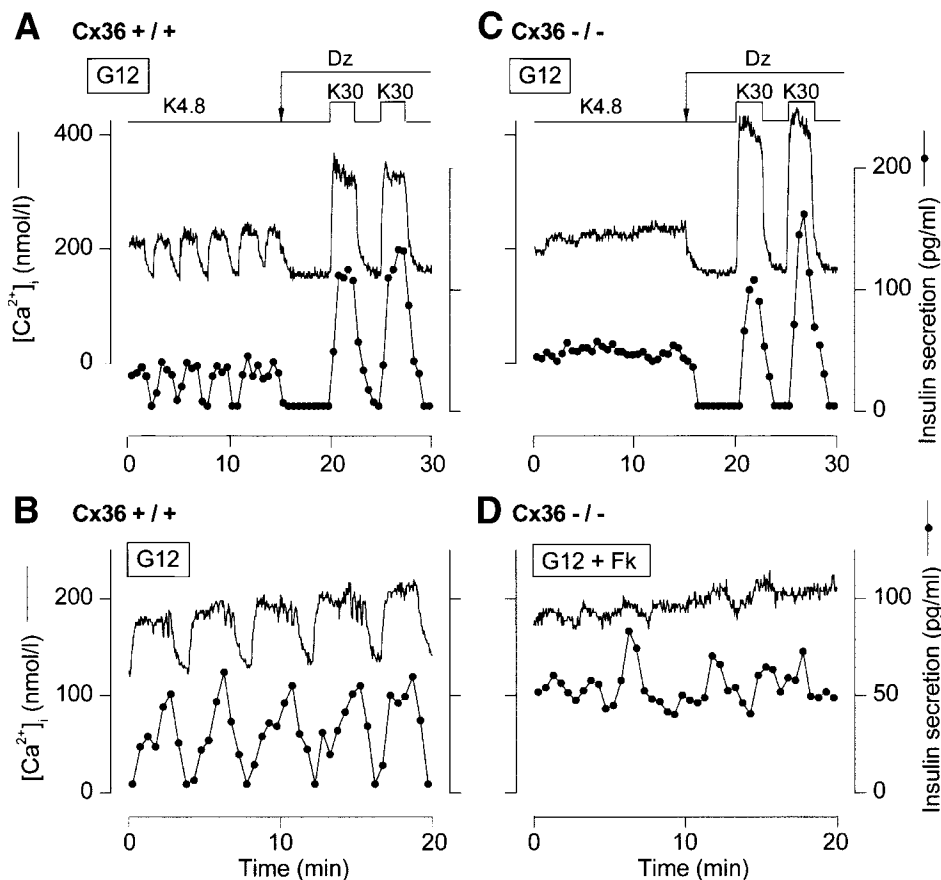 A Cx36 + / +
G12
K4.8
Dz
K30 K30
[Ca²⁺]ᵢ (nmol/l)
400
200
0
0 10 20 30
C Cx36 - / -
G12
K4.8
Dz
K30 K30
200
100
0
Insulin secretion (pg/ml)
0 10 20 30
B Cx36 + / +
G12
[Ca²⁺]ᵢ (nmol/l)
200
100
0
0 10 20
Time (min)
D Cx36 - / -
G12 + Fk
100
50
0
Insulin secretion (pg/ml)
0 10 20
Time (min)